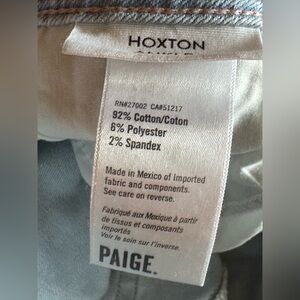 HOXTON
RN#27002 CA#51217
92% Cotton/Coton
6% Polyester
2% Spandex
Made in Mexico of imported
fabric and components.
See care on reverse.
Fabriqué aux Mexique à partir
de tissus et composants
importés
Voir le soin sur l'inverse.
PAIGE.